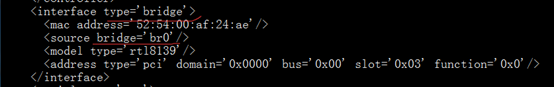 </controller>
<interface type='bridge'>
<mac address='52:54:00:af:24:ae'/>
<source bridge='br0'/>
<model type='rtl8139'/>
<address type='pci' domain='0x0000' bus='0x00' slot='0x03' function='0x0'/>
</interface>